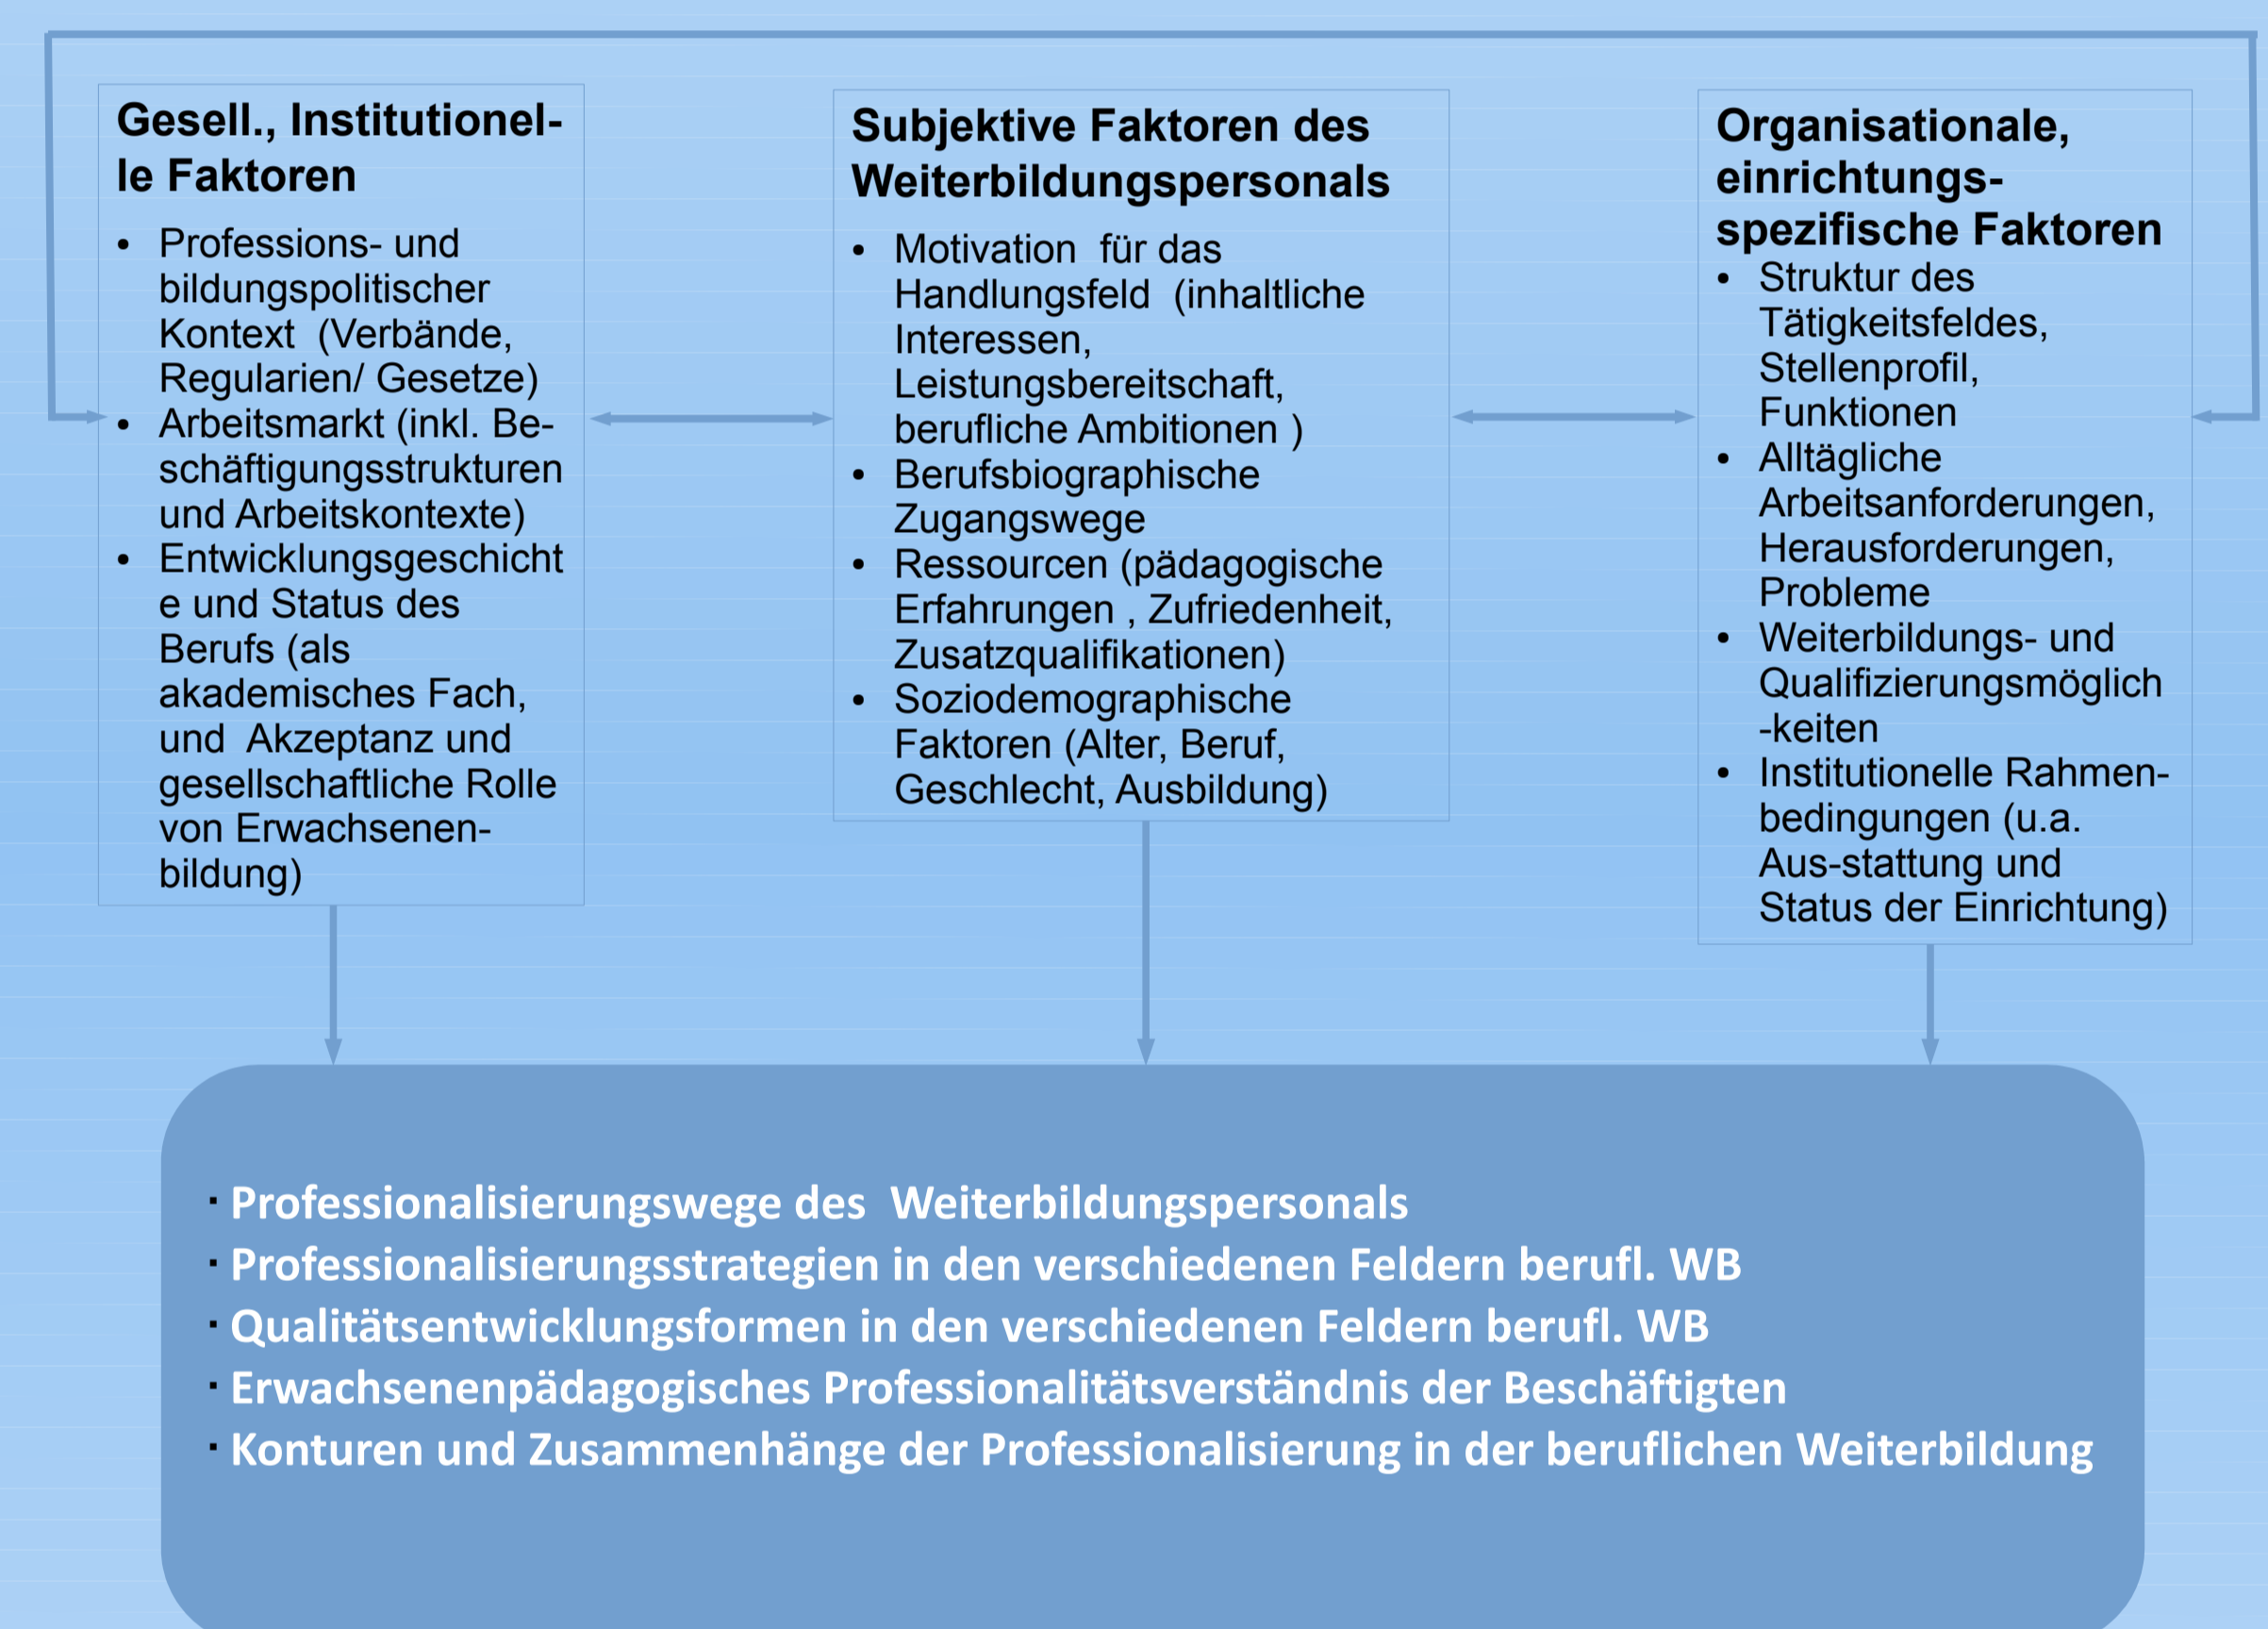 Gesell., Institutionel-
le Faktoren
• Professions- und
bildungspolitischer
Kontext (Verbände,
Regularien/ Gesetze)
• Arbeitsmarkt (inkl. Be-
schäftigungsstrukturen
und Arbeitskontexte)
• Entwicklungsgeschicht
e und Status des
Berufs (als
akademisches Fach,
und Akzeptanz und
gesellschaftliche Rolle
von Erwachsenen-
bildung)
Subjektive Faktoren des
Weiterbildungspersonals
• Motivation für das
Handlungsfeld (inhaltliche
Interessen,
Leistungsbereitschaft,
berufliche Ambitionen )
• Berufsbiographische
Zugangswege
• Ressourcen (pädagogische
Erfahrungen , Zufriedenheit,
Zusatzqualifikationen)
• Soziodemographische
Faktoren (Alter, Beruf,
Geschlecht, Ausbildung)
Organisationale,
einrichtungs-
spezifische Faktoren
• Struktur des
Tätigkeitsfeldes,
Stellenprofil,
Funktionen
• Alltägliche
Arbeitsanforderungen,
Herausforderungen,
Probleme
• Weiterbildungs- und
Qualifizierungsmöglich
-keiten
• Institutionelle Rahmen-
bedingungen (u.a.
Aus-stattung und
Status der Einrichtung)
· Professionalisierungswege des Weiterbildungspersonals
· Professionalisierungsstrategien in den verschiedenen Feldern berufl. WB
· Qualitätsentwicklungsformen in den verschiedenen Feldern berufl. WB
· Erwachsenenpädagogisches Professionalitätsverständnis der Beschäftigten
· Konturen und Zusammenhänge der Professionalisierung in der beruflichen Weiterbildung